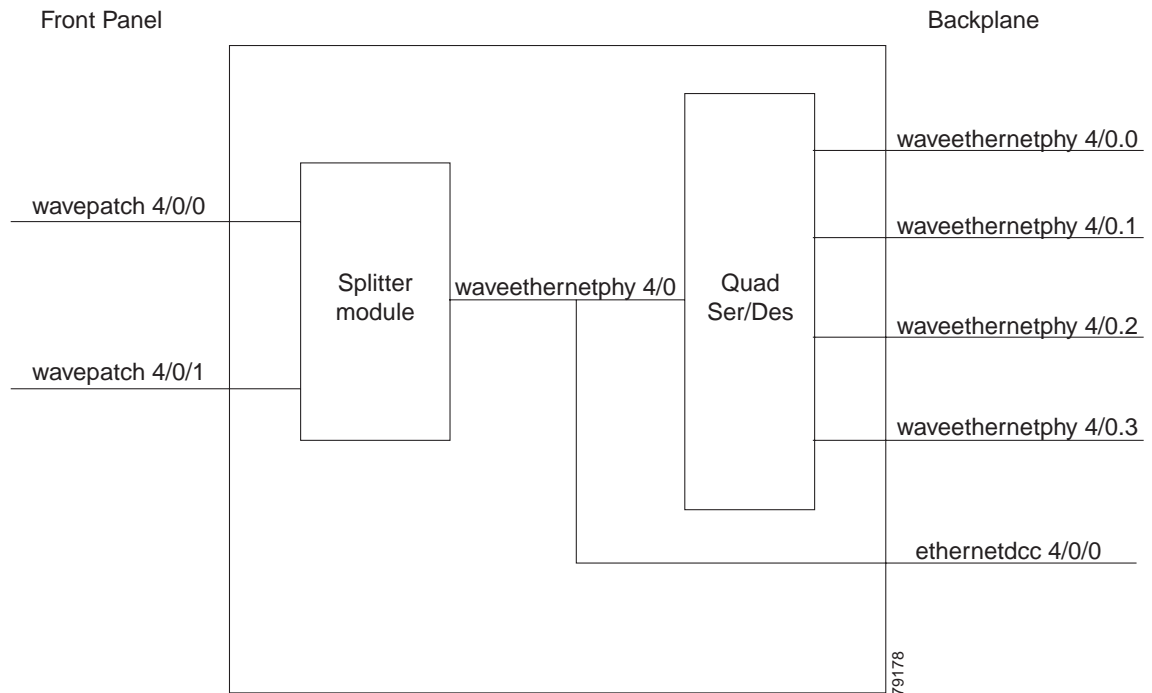 Front Panel
Backplane
waveethernetphy 4/0.0
wavepatch 4/0/0
waveethernetphy 4/0.1
Splitter
module
waveethernetphy 4/0
Quad
Ser/Des
waveethernetphy 4/0.2
wavepatch 4/0/1
waveethernetphy 4/0.3
ethernetdcc 4/0/0
79178